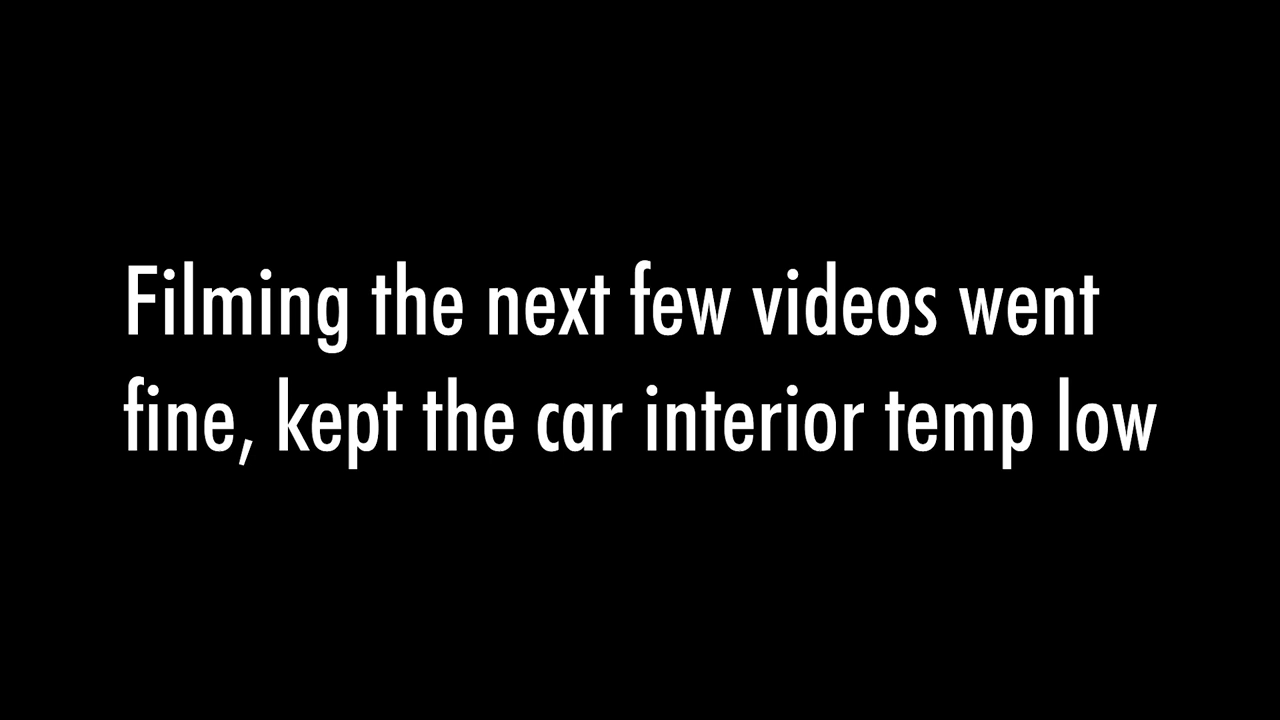 Filming the next few videos went
fine, kept the car interior temp low